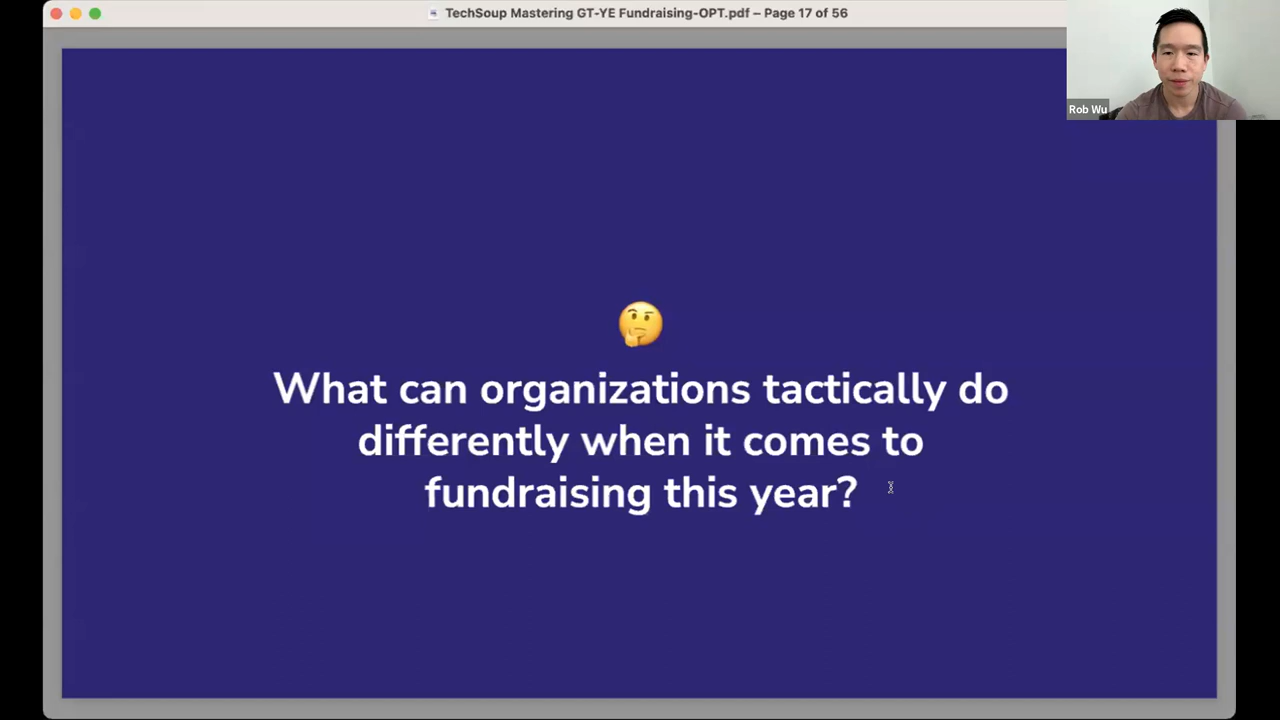 TechSoup Mastering GT-YE Fundraising-OPT.pdf – Page 17 of 56
Rob Wu
What can organizations tactically do
differently when it comes to
fundraising this year?